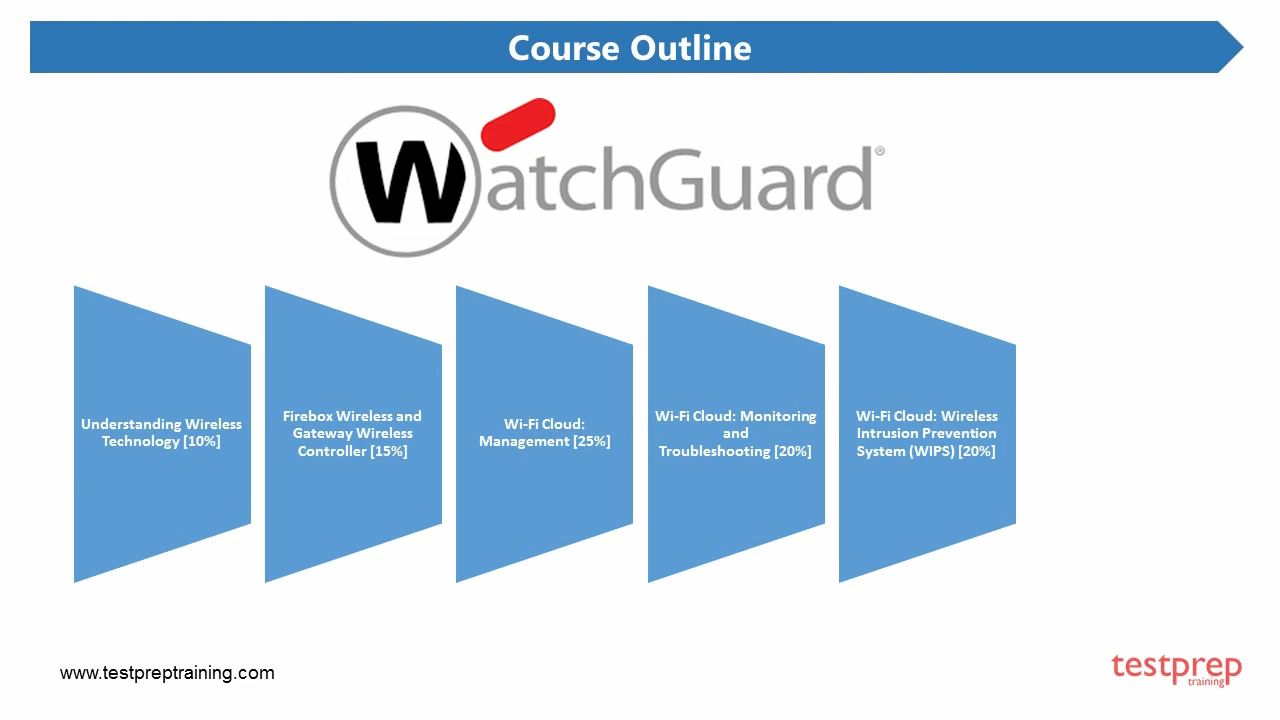 Course Outline
WatchGuard®
Understanding Wireless
Technology [10%]
Firebox Wireless and
Gateway Wireless
Controller [15%]
Wi-Fi Cloud:
Management [25%]
Wi-Fi Cloud: Monitoring
and
Troubleshooting [20%]
Wi-Fi Cloud: Wireless
Intrusion Prevention
System (WIPS) [20%]
www.testpreptraining.com
testprep
training